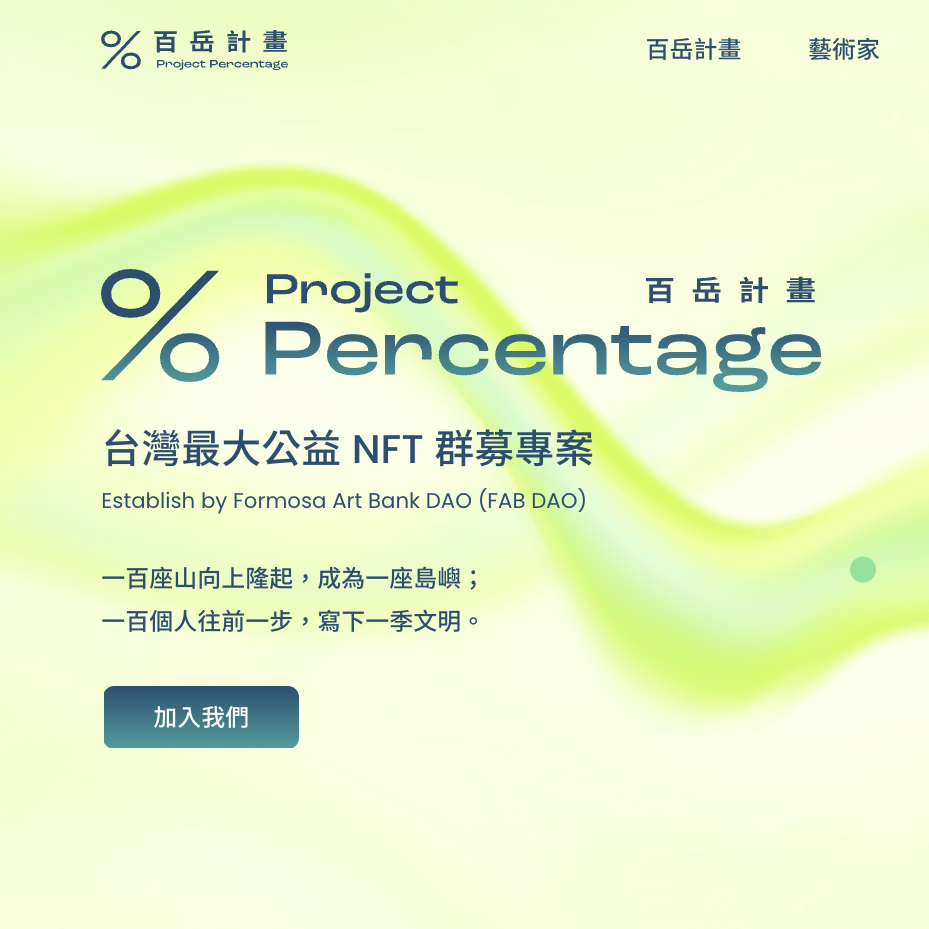 % 百岳計畫
Project Percentage
百岳計畫
藝術家
% Project
百岳計畫
Percentage
台灣最大公益 NFT 群募專案
Establish by Formosa Art Bank DAO (FAB DAO)
一百座山向上隆起，成為一座島嶼；
一百個人往前一步，寫下一季文明。
加入我們